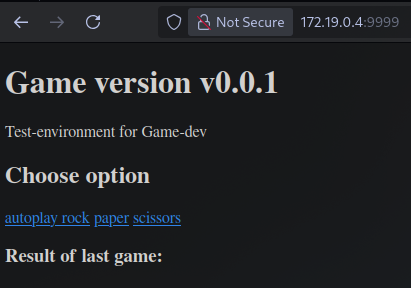 Not Secure 172.19.0.4:9999
Game version v0.0.1
Test-environment for Game-dev
Choose option
autoplay rock paper scissors
Result of last game: